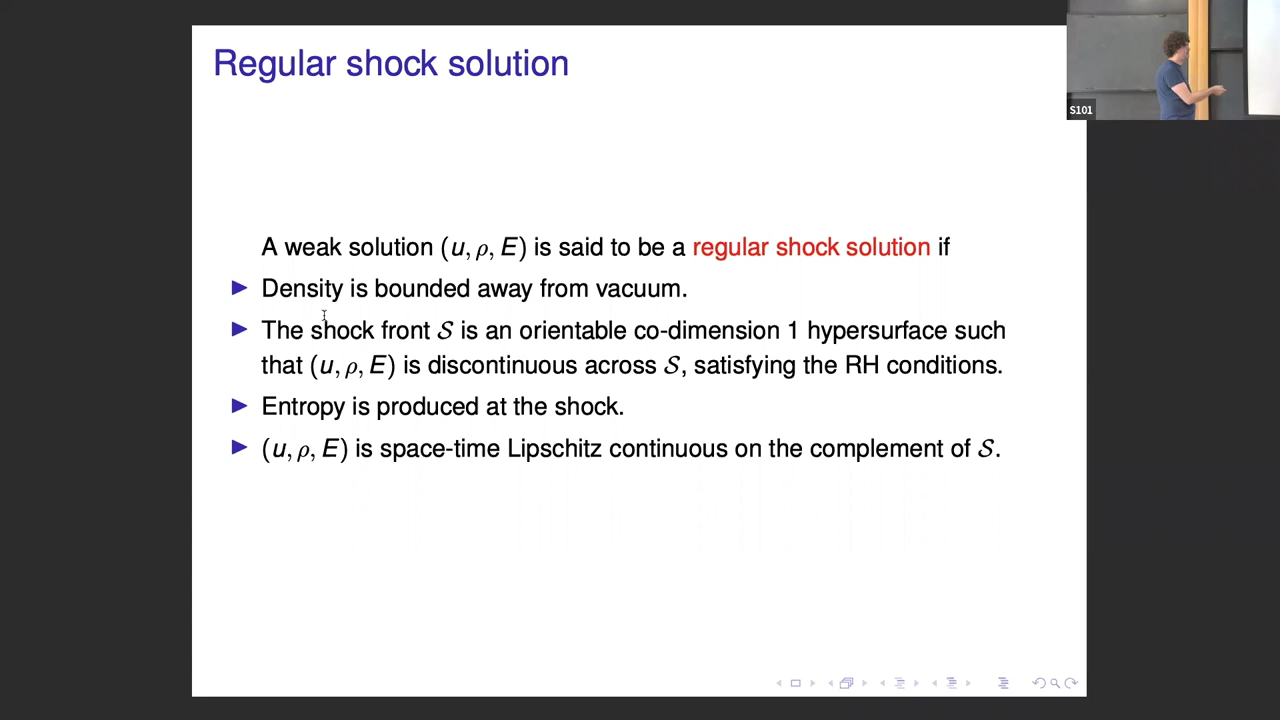 Regular shock solution
S101
A weak solution (u, ρ, E) is said to be a regular shock solution if
▶ Density is bounded away from vacuum.
▶ The shock front 𝒮 is an orientable co-dimension 1 hypersurface such
that (u, ρ, E) is discontinuous across 𝒮, satisfying the RH conditions.
▶ Entropy is produced at the shock.
▶ (u, ρ, E) is space-time Lipschitz continuous on the complement of 𝒮.